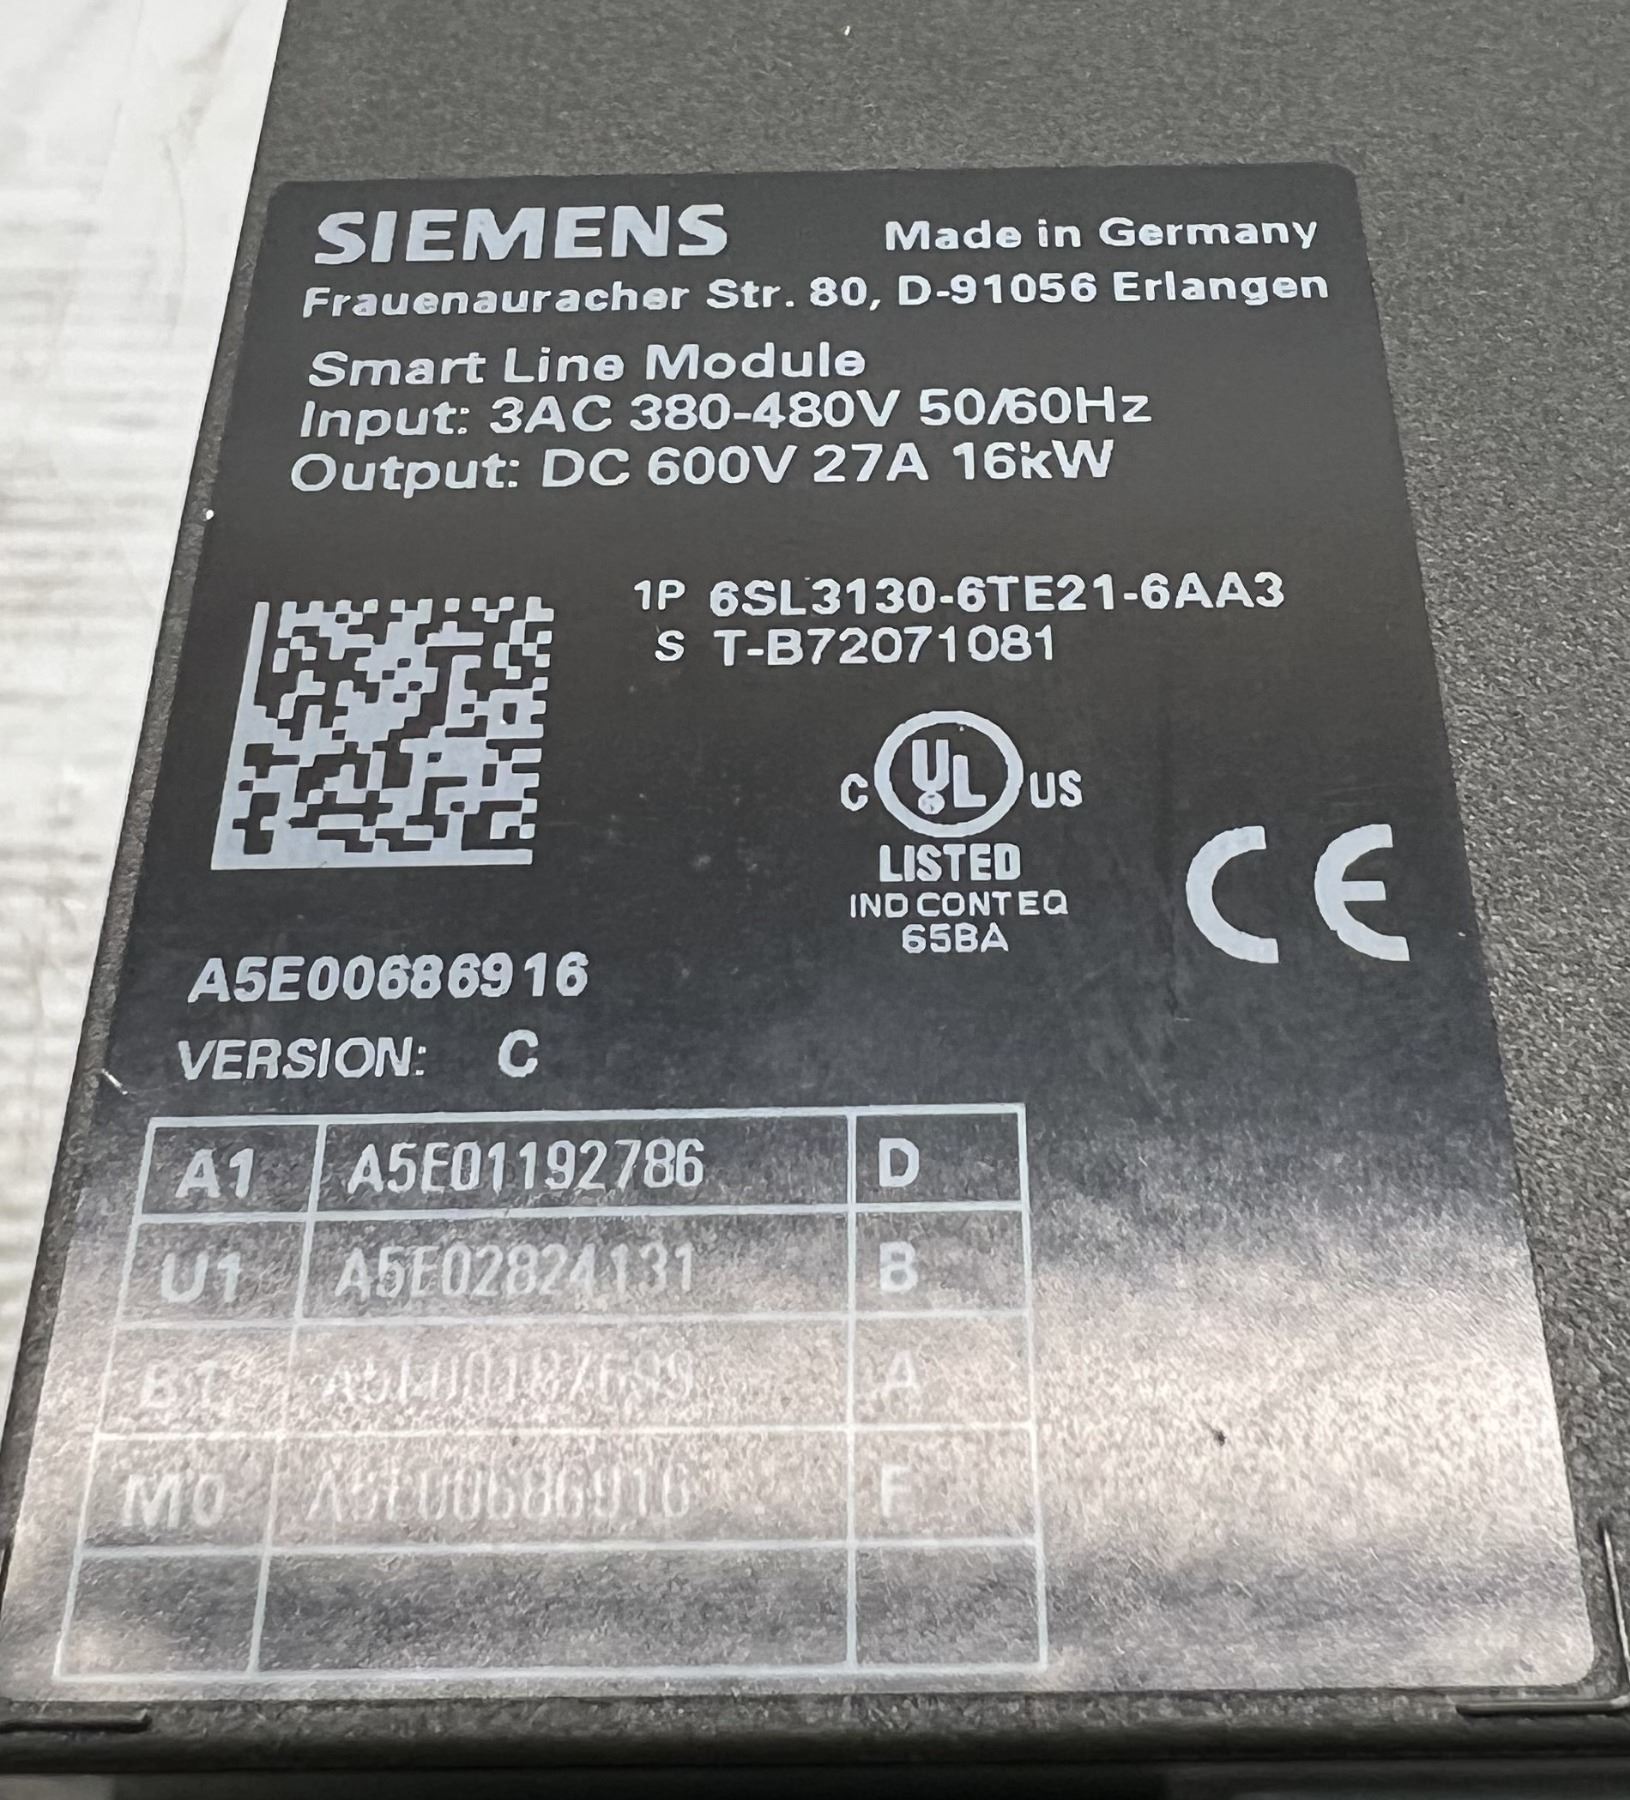 SIEMENS Made in Germany
Frauenauracher Str. 80, D-91056 Erlangen
Smart Line Module
Input: 3AC 380-480V 50/60Hz
Output: DC 600V 27A 16kW
1P 6SL3130-6TE21-6AA3
S T-B72071081
C UL US
LISTED
IND CONT EQ
65BA
CE
A5E00686916
VERSION: C
A1 A5E01192786 D
U1 A5E02824131 B
A
M0 A5E00686916 F